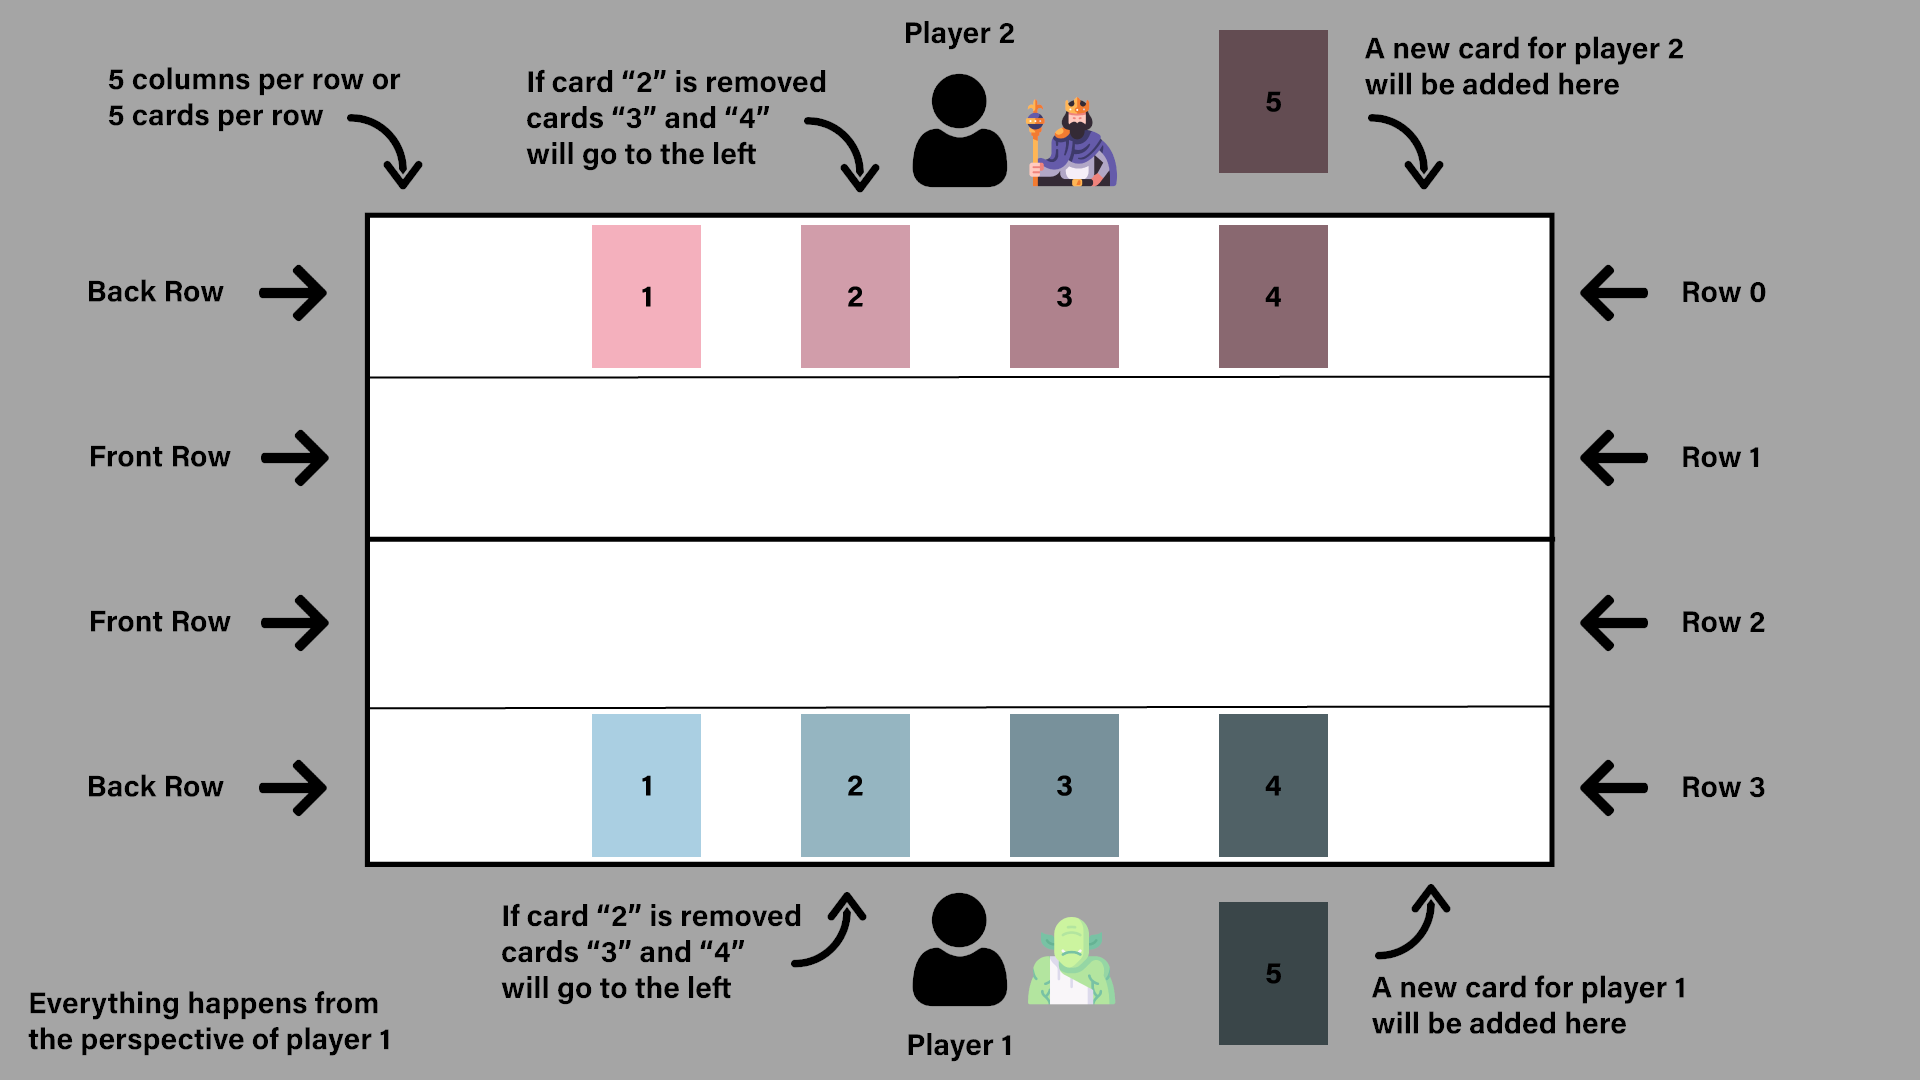 Player 2
5 columns per row or
5 cards per row
If card “2” is removed
cards “3” and “4”
will go to the left
5
A new card for player 2
will be added here
Back Row
1
2
3
4
Row 0
Front Row
Row 1
Front Row
Row 2
Back Row
1
2
3
4
Row 3
If card “2” is removed
cards “3” and “4”
will go to the left
5
A new card for player 1
will be added here
Everything happens from
the perspective of player 1
Player 1